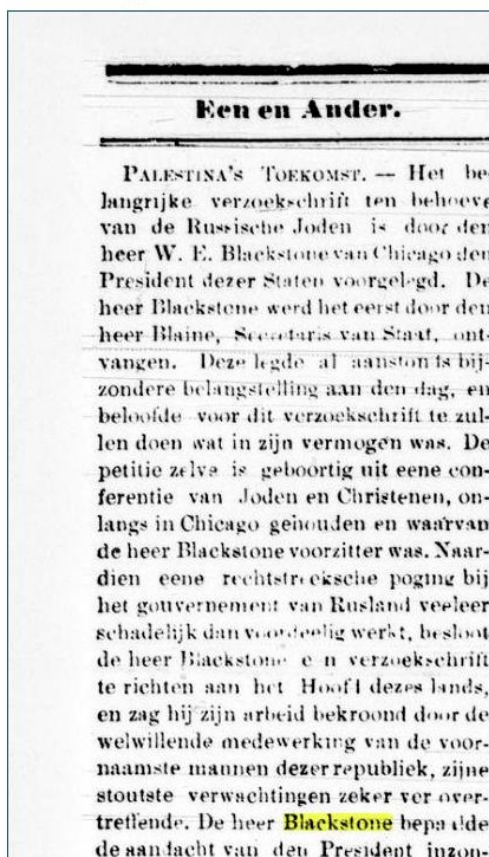 Een en Ander.
PALESTINA'S TOEKOMST. — Het be-
langrijke verzoekschrift ten behoeve
van de Russische Joden is door den
heer W. E. Blackstone van Chicago den
President dezer Staten voorgelegd. De
heer Blackstone werd het eerst door den
heer Blaine, Secretaris van Staat, ont-
vangen. Deze legde al aanstonts bij-
zondere belangstelling aan den dag, en
beloofde voor dit verzoekschrift te zul-
len doen wat in zijn vermogen was. De
petitie zelve is geboortig uit eene con-
ferentie van Joden en Christenen, on-
langs in Chicago gehouden en waarvan
de heer Blackstone voorzitter was. Naar-
dien eene rechtstreeksche poging bij
het gouvernement van Rusland veeleer
schadelijk dan voordeelig werkt, besloot
de heer Blackstone een verzoekschrift
te richten aan het Hoofd dezes lands,
en zag hij zijn arbeid bekroond door de
welwillende medewerking van de voor-
naamste mannen dezer republiek, zijne
stoutste verwachtingen zeker ver over-
treffende. De heer Blackstone bepaalde
de aandacht van den President inzon-